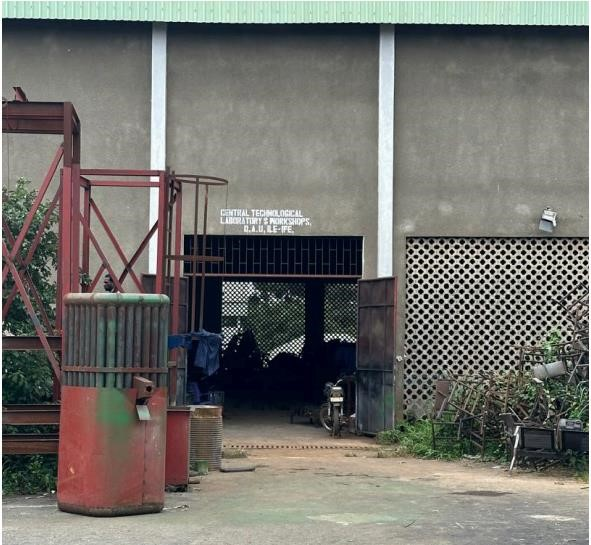 CENTRAL TECHNOLOGICAL
LABORATORY & WORKSHOPS,
O.A.U, ILE-IFE.